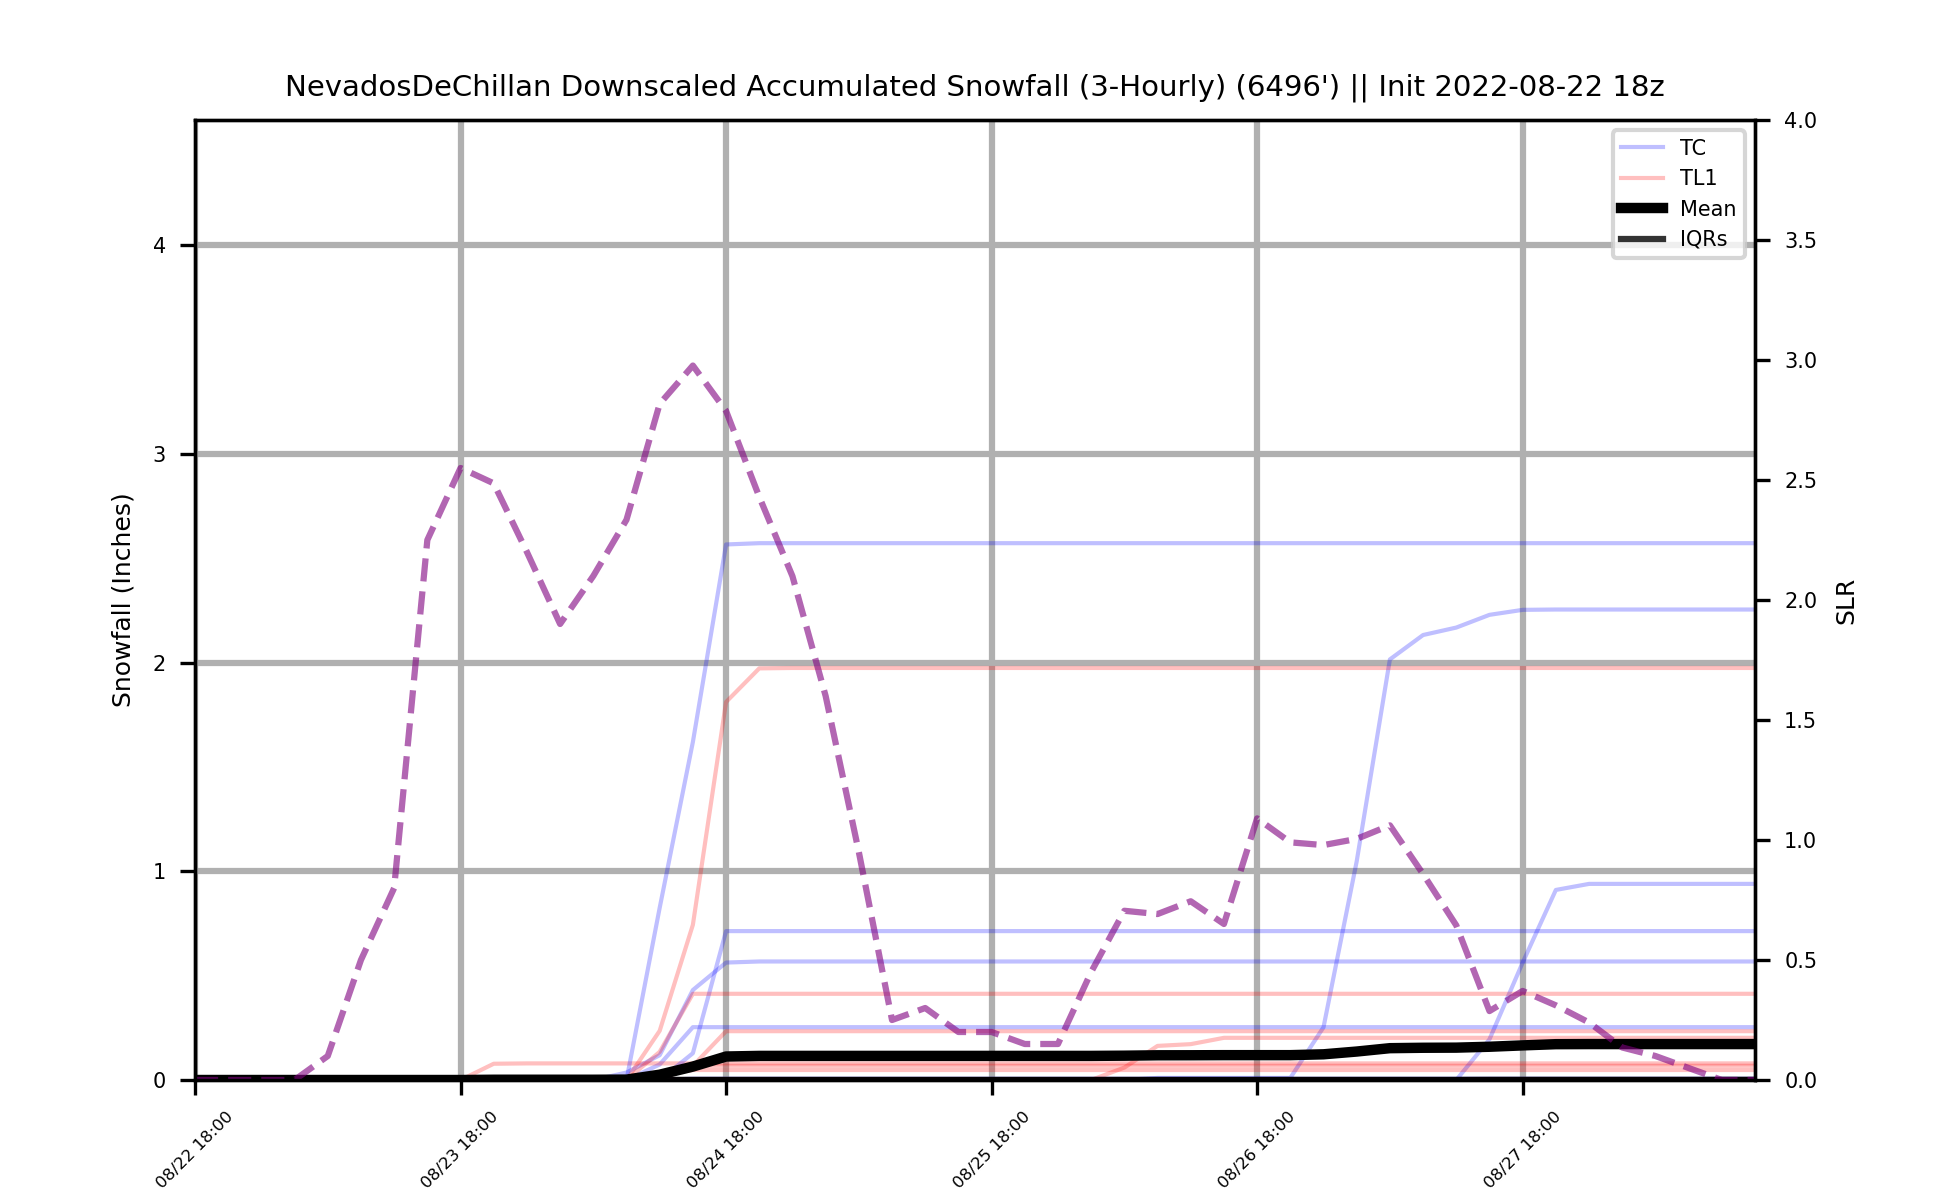 NevadosDeChillan Downscaled Accumulated Snowfall (3-Hourly) (6496') || Init 2022-08-22 18z
TC
TL1
Mean
IQRs
Snowfall (Inches)
4
3
2
1
0
SLR
4.0
3.5
3.0
2.5
2.0
1.5
1.0
0.5
0.0
08/22 18:00
08/23 18:00
08/24 18:00
08/25 18:00
08/26 18:00
08/27 18:00